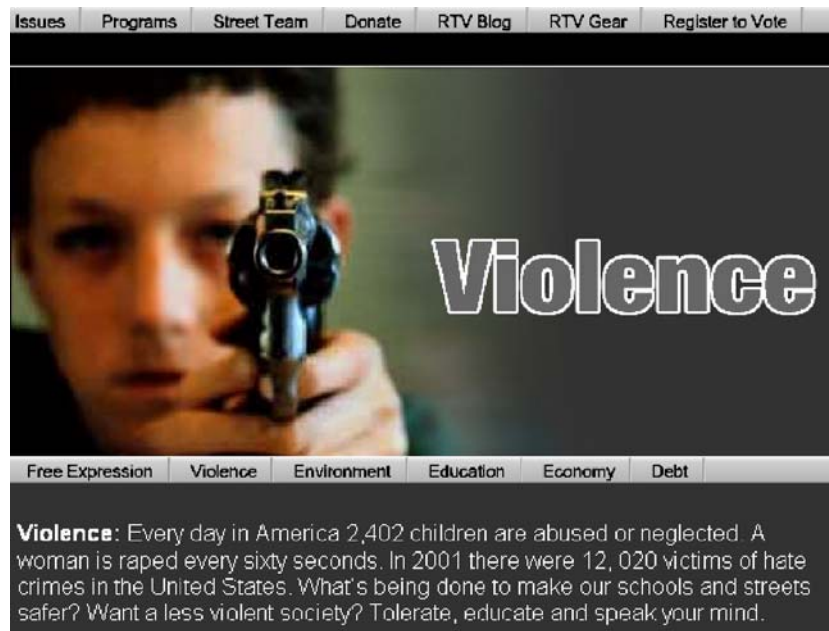 Issues Programs Street Team Donate RTV Blog RTV Gear Register to Vote
Violence
Free Expression Violence Environment Education Economy Debt
Violence: Every day in America 2,402 children are abused or neglected. A
woman is raped every sixty seconds. In 2001 there were 12, 020 victims of hate
crimes in the United States. What's being done to make our schools and streets
safer? Want a less violent society? Tolerate, educate and speak your mind.